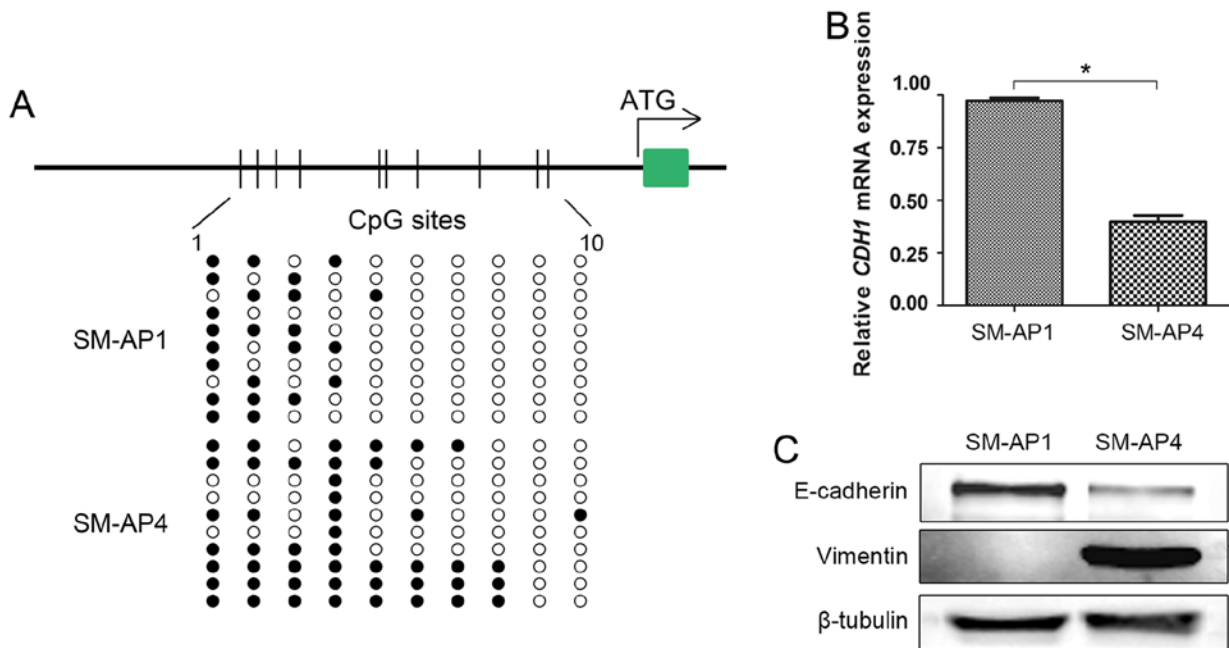 A
ATG
CpG sites
1
10
SM-AP1
SM-AP4
B
Relative CDH1 mRNA expression
1.00
0.75
0.50
0.25
0.00
*
SM-AP1
SM-AP4
C
SM-AP1 SM-AP4
E-cadherin
Vimentin
β-tubulin